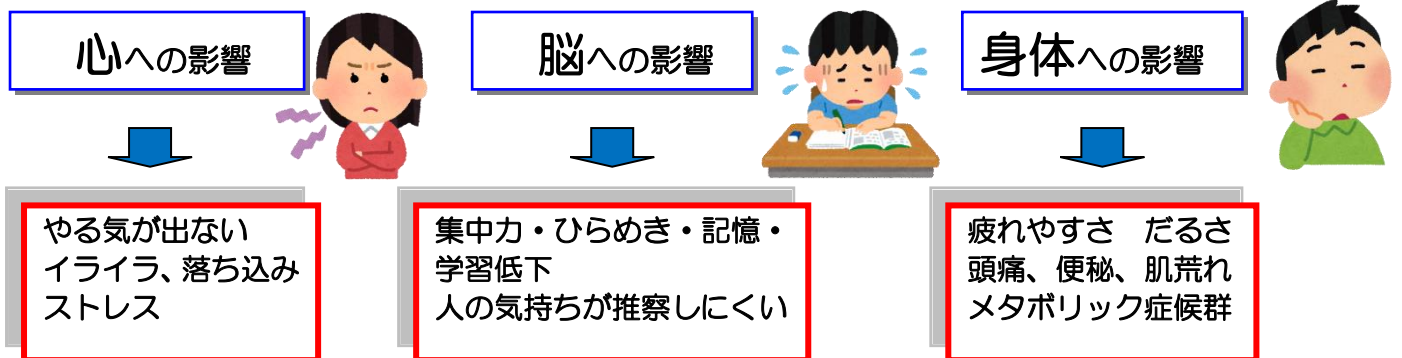 心への影響
やる気が出ない
イライラ、落ち込み
ストレス
脳への影響
集中力・ひらめき・記憶・
学習低下
人の気持ちが推察しにくい
身体への影響
疲れやすさ　だるさ
頭痛、便秘、肌荒れ
メタボリック症候群